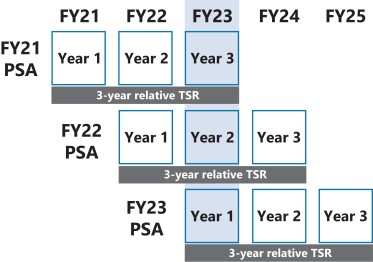 FY21 FY22 FY23 FY24 FY25
FY21
PSA
Year 1 Year 2 Year 3
3-year relative TSR
FY22
PSA
Year 1 Year 2 Year 3
3-year relative TSR
FY23
PSA
Year 1 Year 2 Year 3
3-year relative TSR